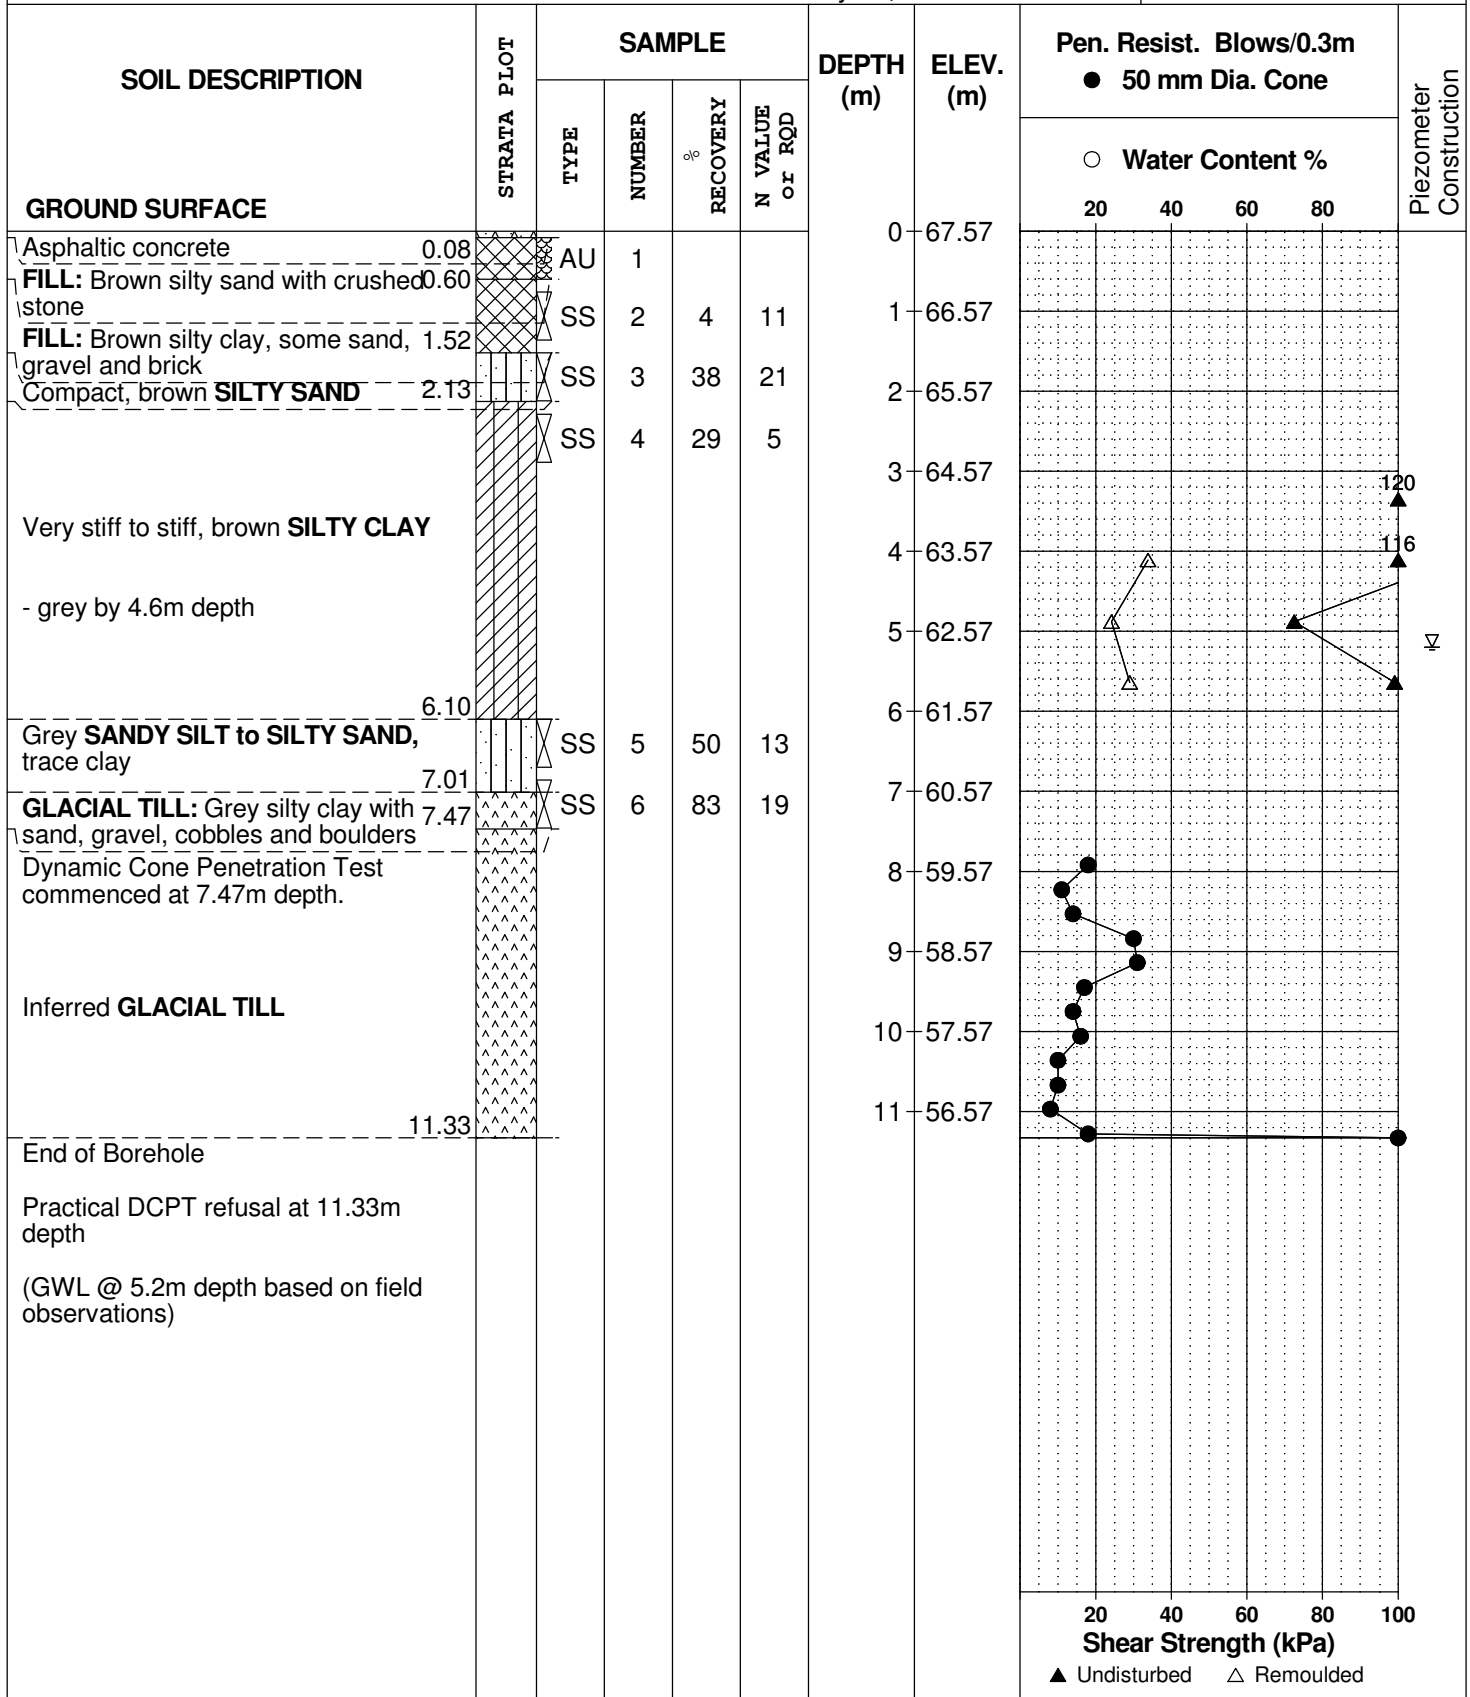 SOIL DESCRIPTION
GROUND SURFACE
STRATA PLOT
SAMPLE
TYPE
NUMBER
% RECOVERY
N VALUE or RQD
DEPTH (m)
ELEV. (m)
Pen. Resist. Blows/0.3m
● 50 mm Dia. Cone
○ Water Content %
20 40 60 80
Piezometer Construction
Asphaltic concrete 0.08
FILL: Brown silty sand with crushed 0.60
stone
FILL: Brown silty clay, some sand, 1.52
gravel and brick
Compact, brown SILTY SAND 2.13
Very stiff to stiff, brown SILTY CLAY
- grey by 4.6m depth
6.10
Grey SANDY SILT to SILTY SAND,
trace clay
7.01
GLACIAL TILL: Grey silty clay with 7.47
sand, gravel, cobbles and boulders
Dynamic Cone Penetration Test
commenced at 7.47m depth.
Inferred GLACIAL TILL
11.33
End of Borehole
Practical DCPT refusal at 11.33m
depth
(GWL @ 5.2m depth based on field
observations)
AU 1
SS 2 4 11
SS 3 38 21
SS 4 29 5
SS 5 50 13
SS 6 83 19
0 67.57
1 66.57
2 65.57
3 64.57
4 63.57
5 62.57
6 61.57
7 60.57
8 59.57
9 58.57
10 57.57
11 56.57
120
116
20 40 60 80 100
Shear Strength (kPa)
▲ Undisturbed △ Remoulded